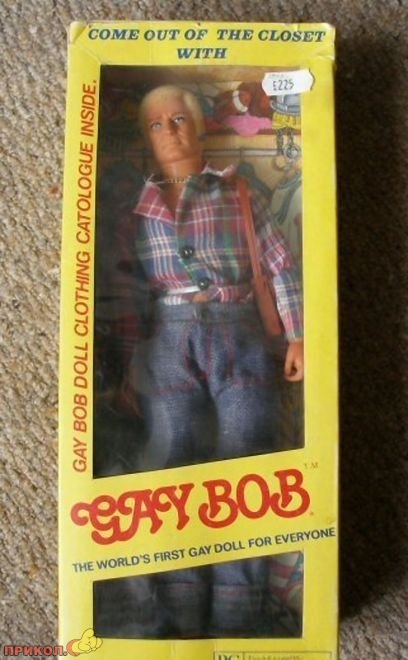 COME OUT OF THE CLOSET
WITH
£225
GAY BOB DOLL CLOTHING CATOLOGUE INSIDE.
GAY BOB
TM
THE WORLD'S FIRST GAY DOLL FOR EVERYONE
ПРИКОЛ.